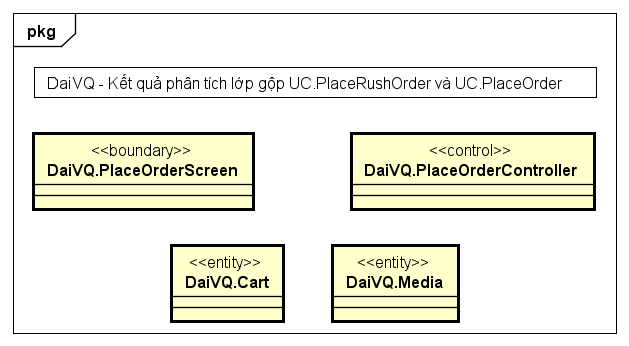 pkg
DaiVQ - Kết quả phân tích lớp gộp UC.PlaceRushOrder và UC.PlaceOrder
<<boundary>>
DaiVQ.PlaceOrderScreen
<<control>>
DaiVQ.PlaceOrderController
<<entity>>
DaiVQ.Cart
<<entity>>
DaiVQ.Media